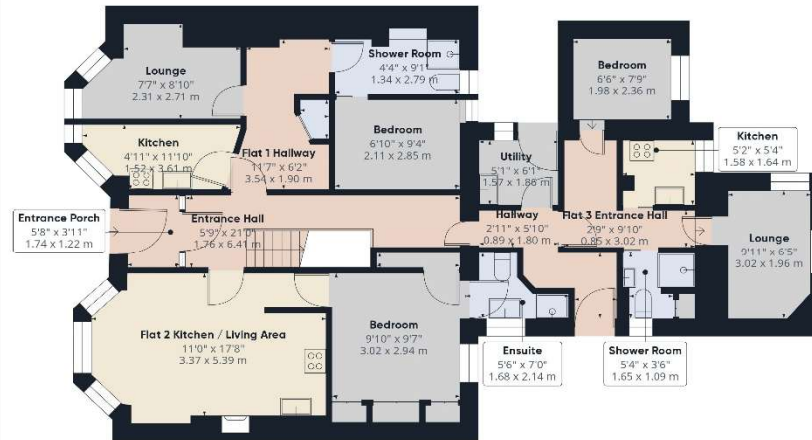 Lounge
7'7" x 8'10"
2.31 x 2.71 m
Shower Room
4'4" x 9'1"
1.34 x 2.79 m
Bedroom
6'6" x 7'9"
1.98 x 2.36 m
Kitchen
4'11" x 11'10"
1.52 x 3.61 m
Flat 1 Hallway
11'7" x 6'2"
3.54 x 1.90 m
Bedroom
6'10" x 9'4"
2.11 x 2.85 m
Utility
5'1" x 6'1"
1.57 x 1.86 m
Kitchen
5'2" x 5'4"
1.58 x 1.64 m
Entrance Porch
5'8" x 3'11"
1.74 x 1.22 m
Entrance Hall
5'9" x 21'0"
1.76 x 6.41 m
Hallway
2'11" x 5'10"
0.89 x 1.80 m
Flat 3 Entrance Hall
2'9" x 9'10"
0.85 x 3.02 m
Lounge
9'11" x 6'5"
3.02 x 1.96 m
Flat 2 Kitchen / Living Area
11'0" x 17'8"
3.37 x 5.39 m
Bedroom
9'10" x 9'7"
3.02 x 2.94 m
Ensuite
5'6" x 7'0"
1.68 x 2.14 m
Shower Room
5'4" x 3'6"
1.65 x 1.09 m